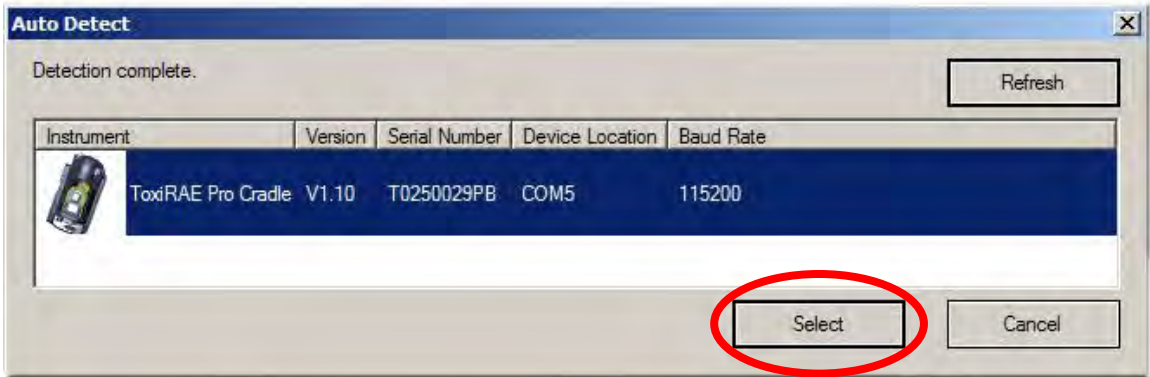 Auto Detect
Detection complete.
Refresh
Instrument Version Serial Number Device Location Baud Rate
ToxiRAE Pro Cradle V1.10 T0250029PB COM5 115200
Select Cancel